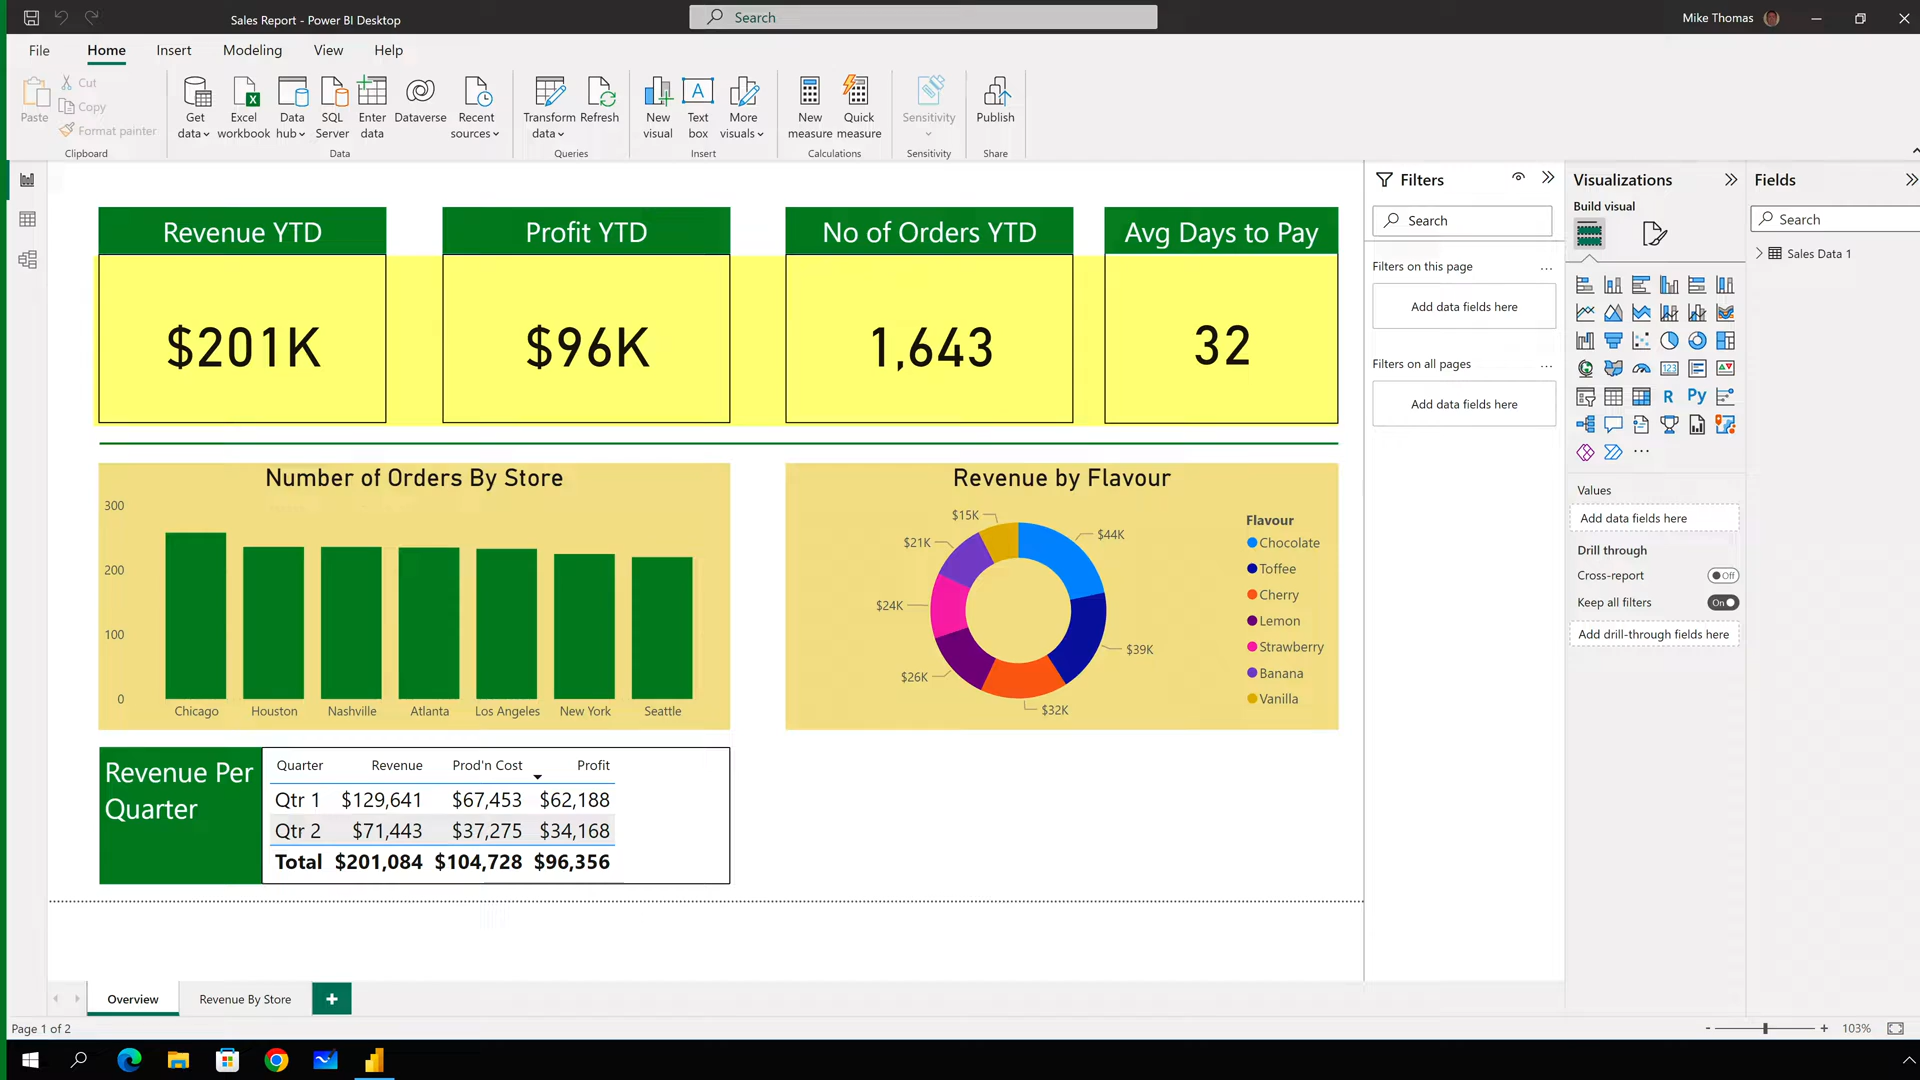 Sales Report - Power BI Desktop
Search
Mike Thomas
File Home Insert Modeling View Help
Paste
Cut
Copy
Format painter
Clipboard
Get data
Excel workbook
Data hub
SQL Server
Enter data
Dataverse
Recent sources
Data
Transform data
Refresh
Queries
New visual
Text box
More visuals
Insert
New measure
Quick measure
Calculations
Sensitivity
Sensitivity
Publish
Share
Revenue YTD
$201K
Profit YTD
$96K
No of Orders YTD
1,643
Avg Days to Pay
32
Number of Orders By Store
300
200
100
0
Chicago Houston Nashville Atlanta Los Angeles New York Seattle
Revenue by Flavour
$15K
$44K
$21K
$24K
$39K
$26K
$32K
Flavour
Chocolate
Toffee
Cherry
Lemon
Strawberry
Banana
Vanilla
Revenue Per
Quarter
Quarter Revenue Prod'n Cost Profit
Qtr 1 $129,641 $67,453 $62,188
Qtr 2 $71,443 $37,275 $34,168
Total $201,084 $104,728 $96,356
Filters
Search
Filters on this page
...
Add data fields here
Filters on all pages
...
Add data fields here
Visualizations
Build visual
123
R
Py
...
Values
Add data fields here
Drill through
Cross-report
Off
Keep all filters
On
Add drill-through fields here
Fields
Search
Sales Data 1
Overview
Revenue By Store
+
Page 1 of 2
- + 103%